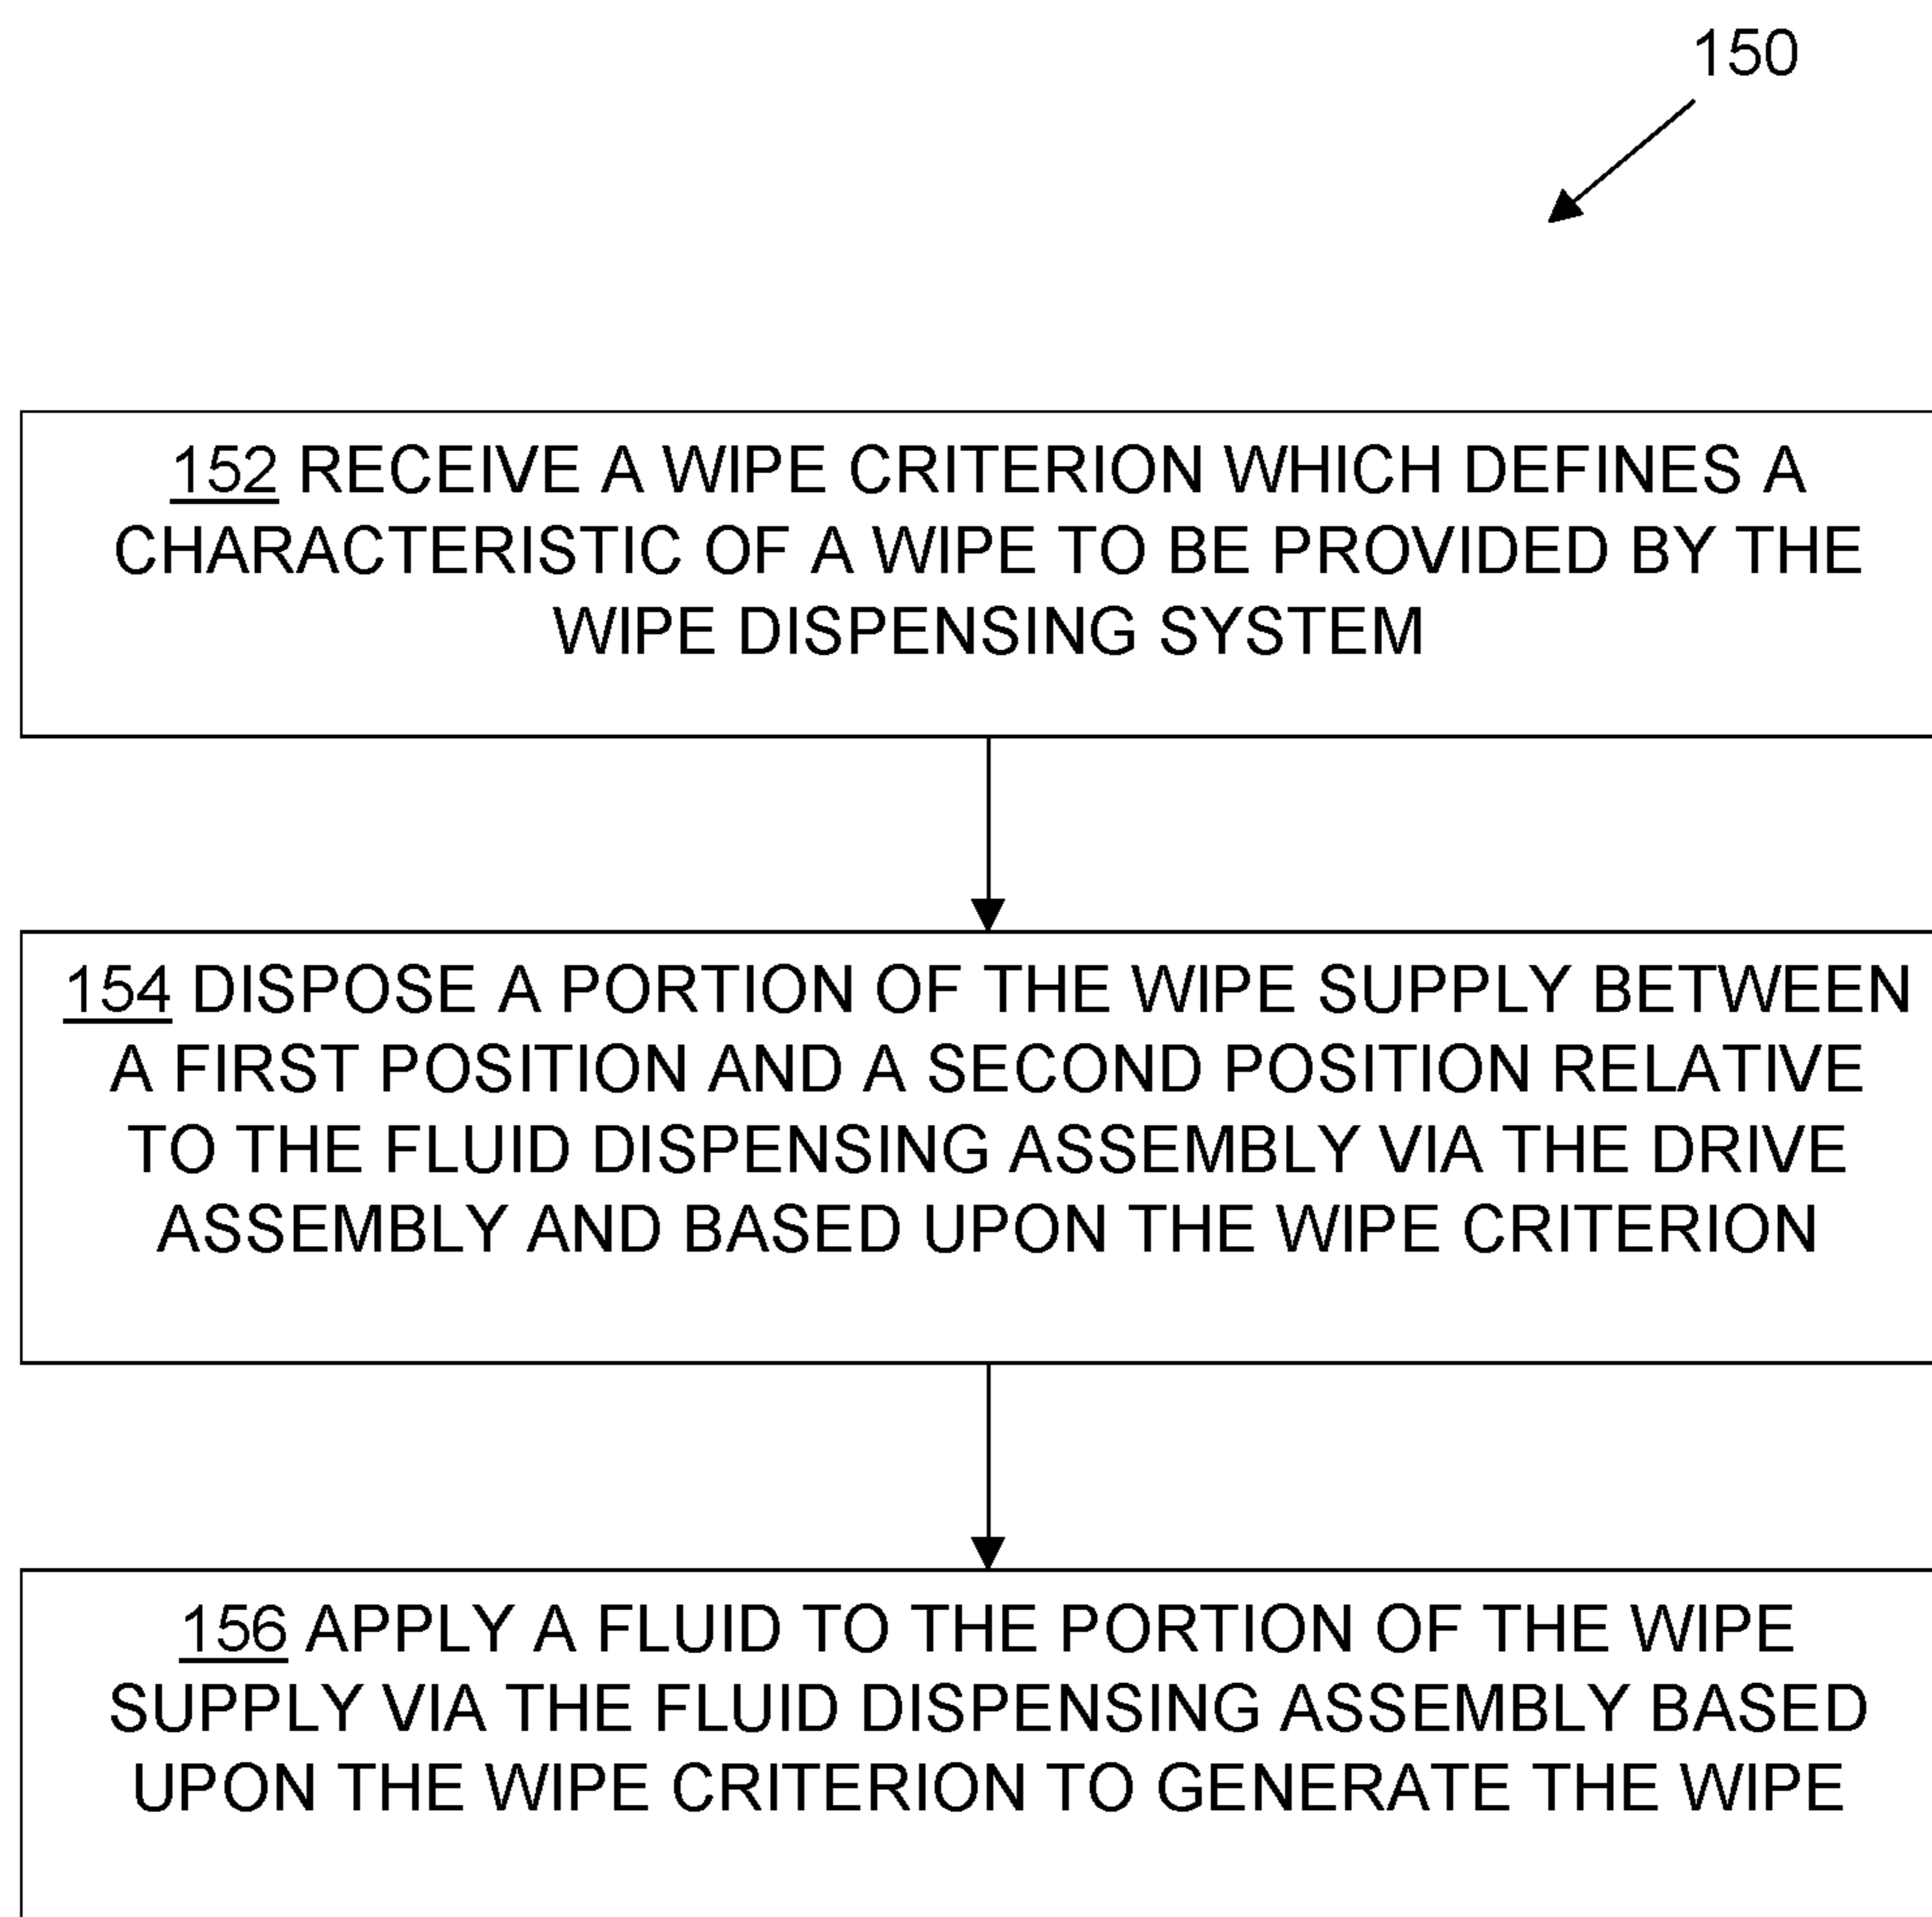 150
152 RECEIVE A WIPE CRITERION WHICH DEFINES A
CHARACTERISTIC OF A WIPE TO BE PROVIDED BY THE
WIPE DISPENSING SYSTEM
154 DISPOSE A PORTION OF THE WIPE SUPPLY BETWEEN
A FIRST POSITION AND A SECOND POSITION RELATIVE
TO THE FLUID DISPENSING ASSEMBLY VIA THE DRIVE
ASSEMBLY AND BASED UPON THE WIPE CRITERION
156 APPLY A FLUID TO THE PORTION OF THE WIPE
SUPPLY VIA THE FLUID DISPENSING ASSEMBLY BASED
UPON THE WIPE CRITERION TO GENERATE THE WIPE